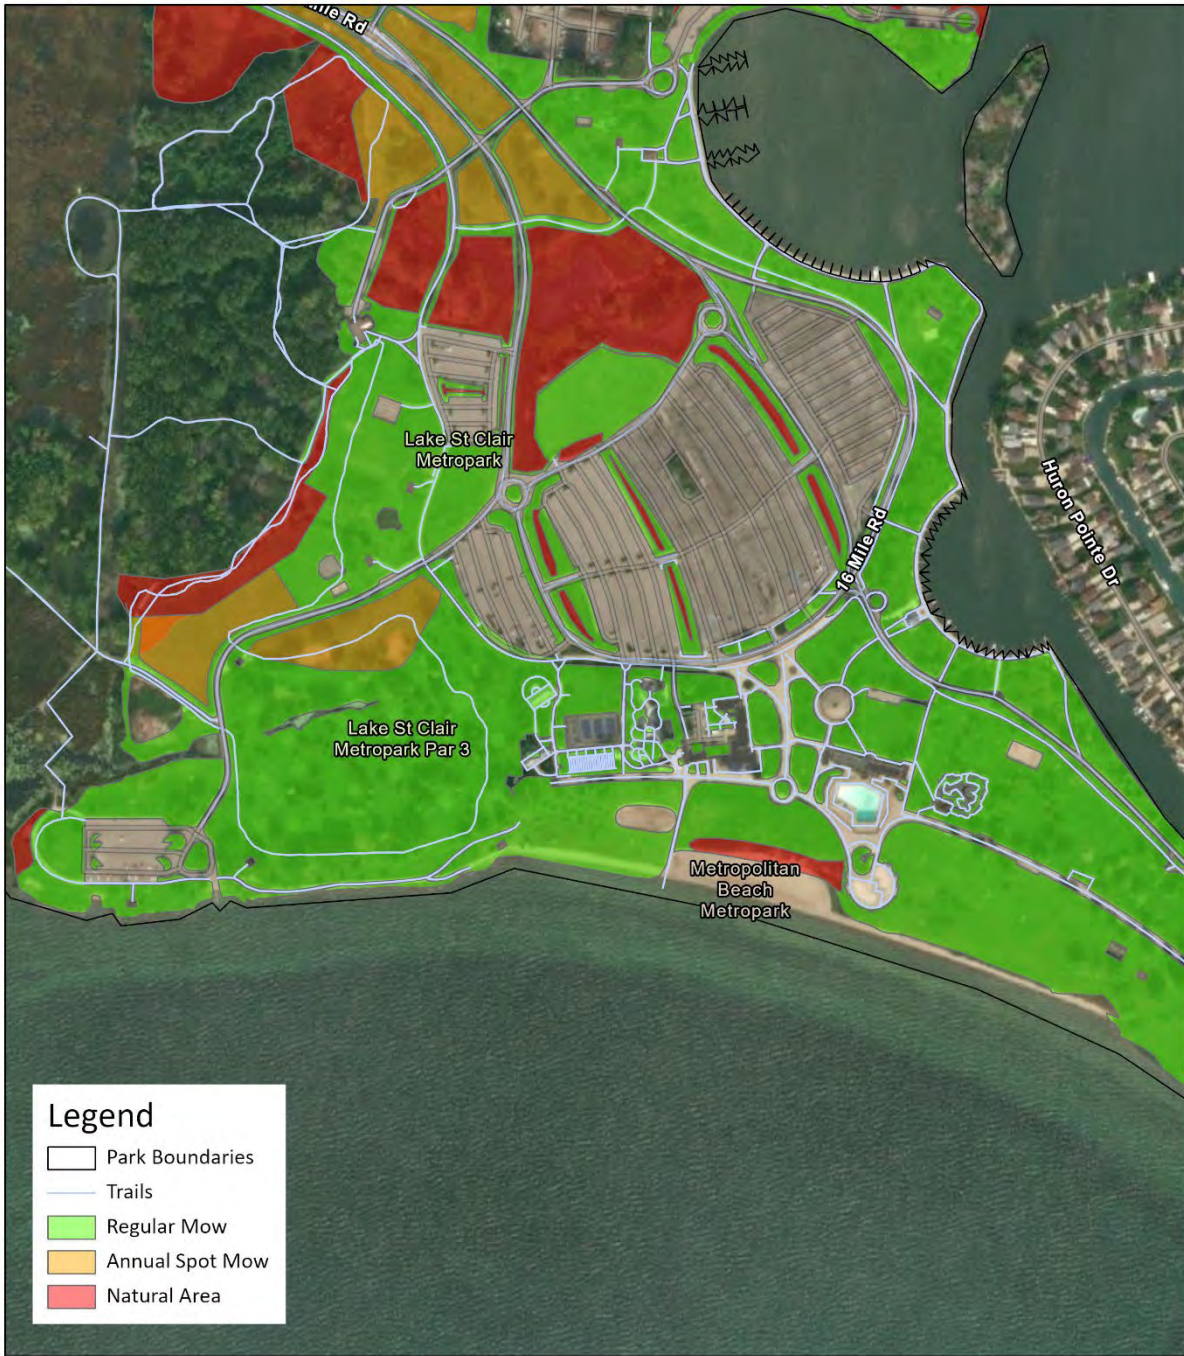 Mile Rd
Lake St Clair
Metropark
Huron Pointe Dr
16 Mile Rd
Lake St Clair
Metropark Par 3
Metropolitan
Beach
Metropark
Legend
Park Boundaries
Trails
Regular Mow
Annual Spot Mow
Natural Area